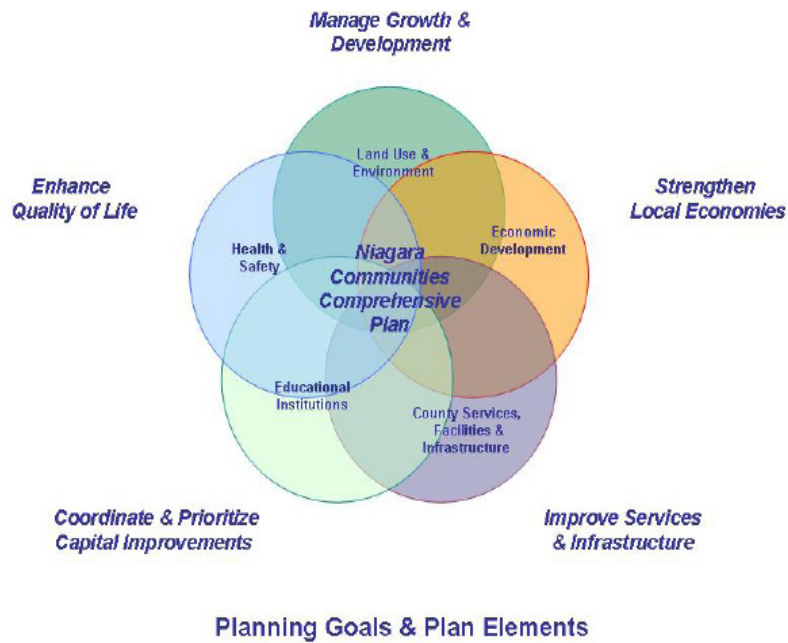 Manage Growth &
Development
Land Use &
Environment
Enhance
Quality of Life
Strengthen
Local Economies
Health &
Safety
Economic
Development
Niagara
Communities
Comprehensive
Plan
Educational
Institutions
County Services,
Facilities &
Infrastructure
Coordinate & Prioritize
Capital Improvements
Improve Services
& Infrastructure
Planning Goals & Plan Elements